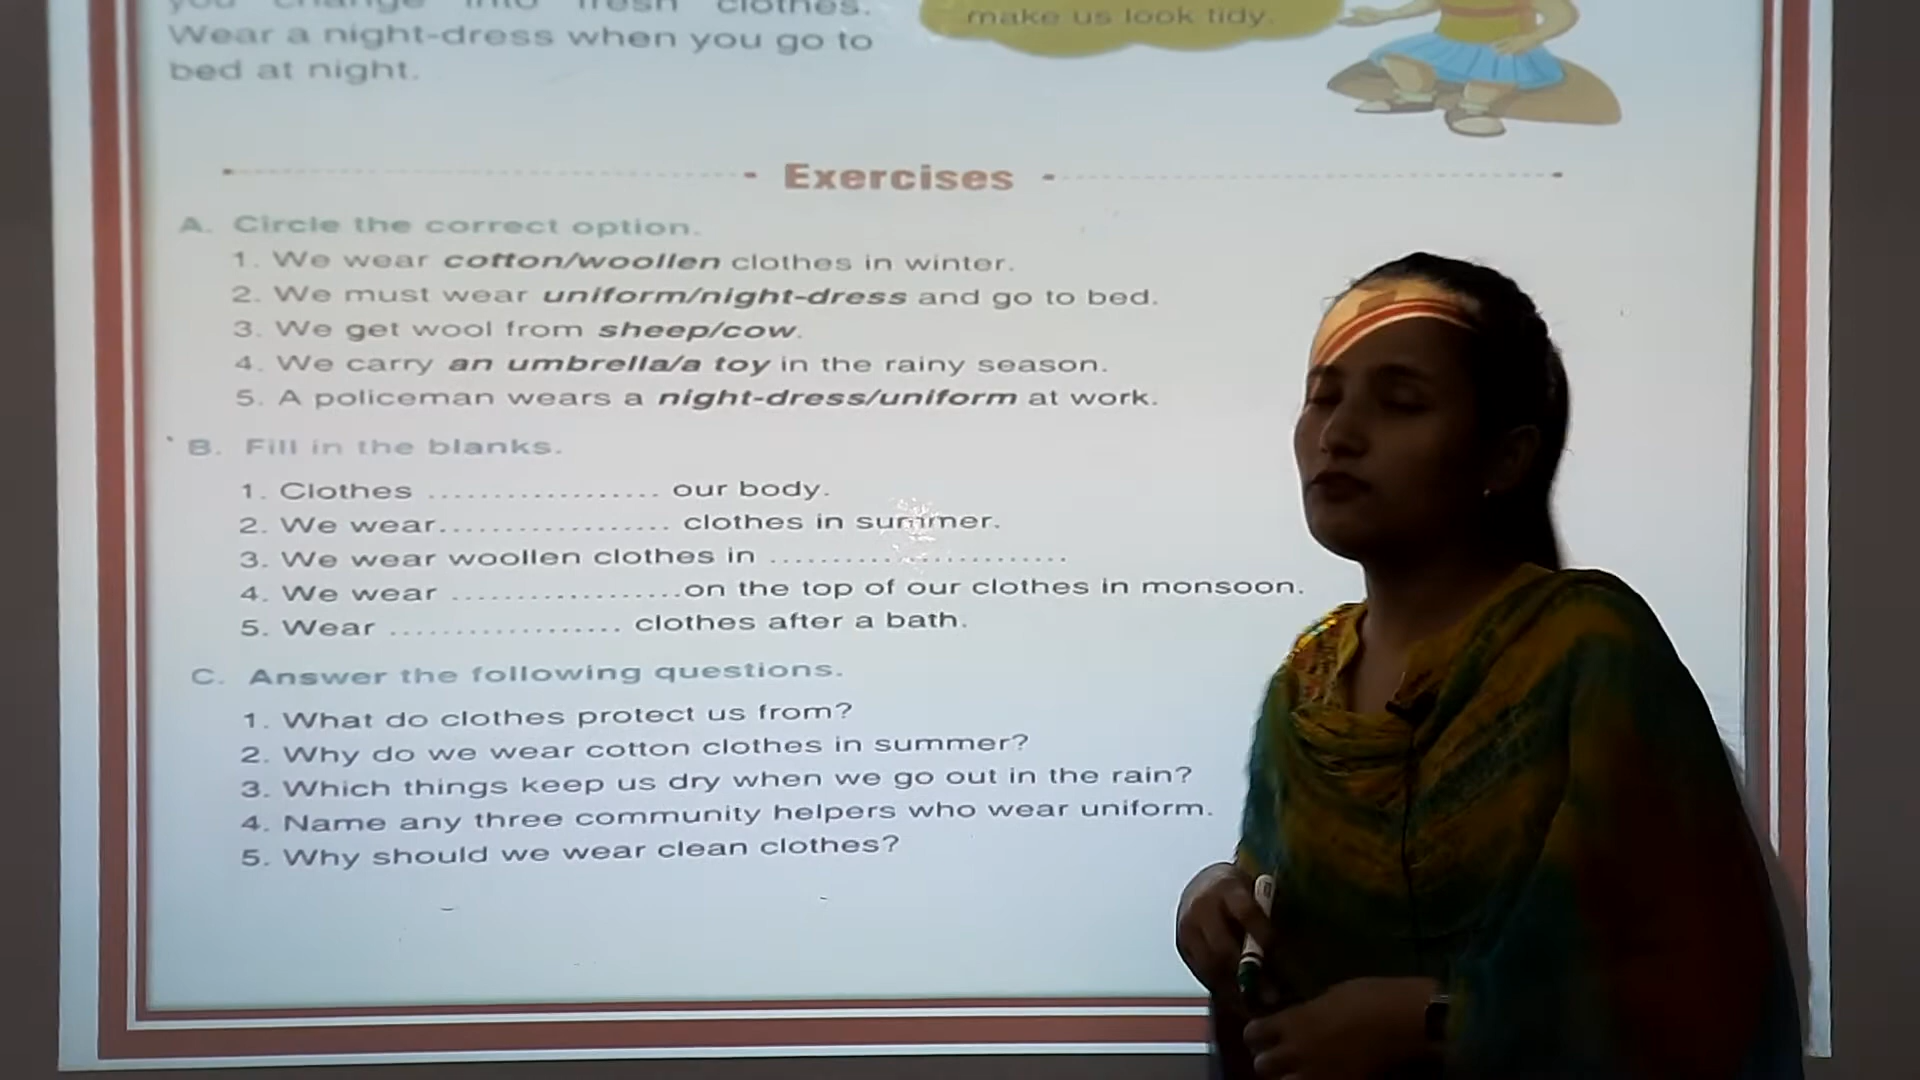 you change into fresh clothes.
Wear a night-dress when you go to
bed at night.
make us look tidy.
Exercises
A. Circle the correct option.
1. We wear cotton/woollen clothes in winter.
2. We must wear uniform/night-dress and go to bed.
3. We get wool from sheep/cow.
4. We carry an umbrella/a toy in the rainy season.
5. A policeman wears a night-dress/uniform at work.
B. Fill in the blanks.
1. Clothes .................. our body.
2. We wear.................. clothes in summer.
3. We wear woollen clothes in .......................
4. We wear ..................on the top of our clothes in monsoon.
5. Wear .................. clothes after a bath.
C. Answer the following questions.
1. What do clothes protect us from?
2. Why do we wear cotton clothes in summer?
3. Which things keep us dry when we go out in the rain?
4. Name any three community helpers who wear uniform.
5. Why should we wear clean clothes?